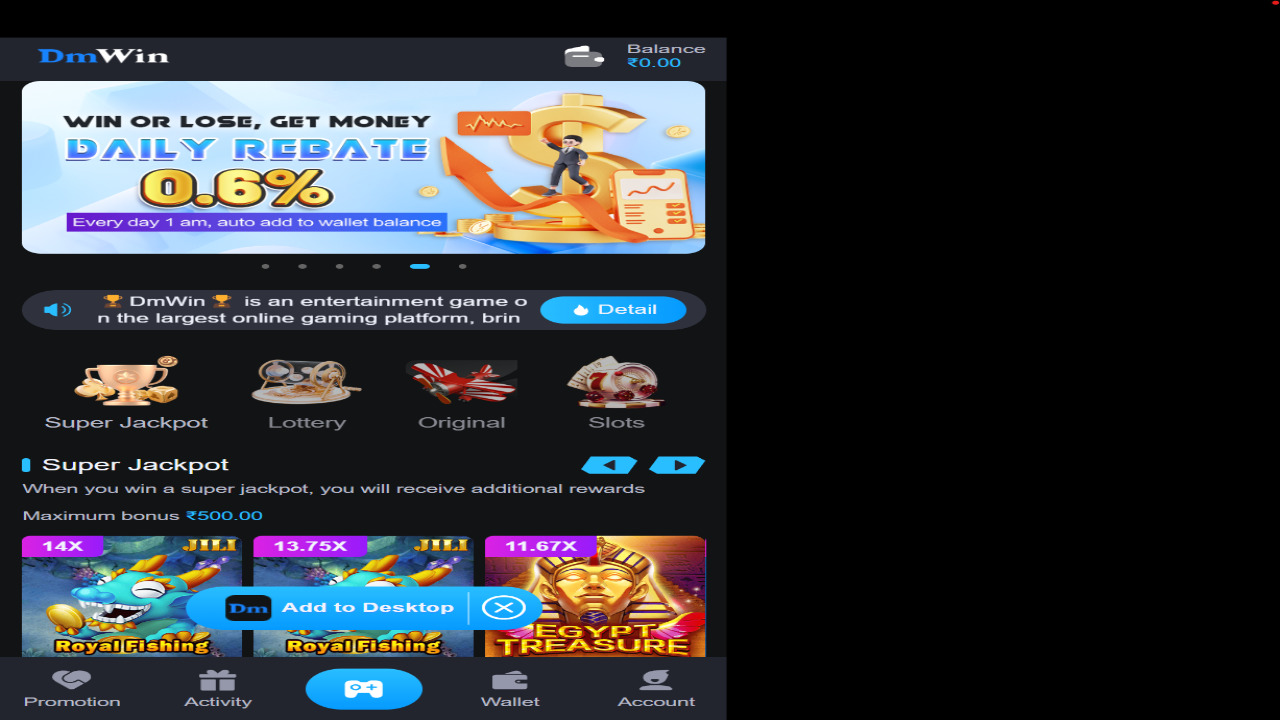 DmWin
Balance
₹0.00
WIN OR LOSE, GET MONEY
DAILY REBATE
0.6%
Every day 1 am, auto add to wallet balance
🏆 DmWin 🏆 is an entertainment game o
n the largest online gaming platform, brin
Detail
Super Jackpot
Lottery
Original
Slots
Super Jackpot
When you win a super jackpot, you will receive additional rewards
Maximum bonus ₹500.00
14X
JILI
13.75X
JILI
11.67X
Dm Add to Desktop
Royal Fishing
Royal Fishing
EGYPT
TREASURE
Promotion
Activity
Wallet
Account